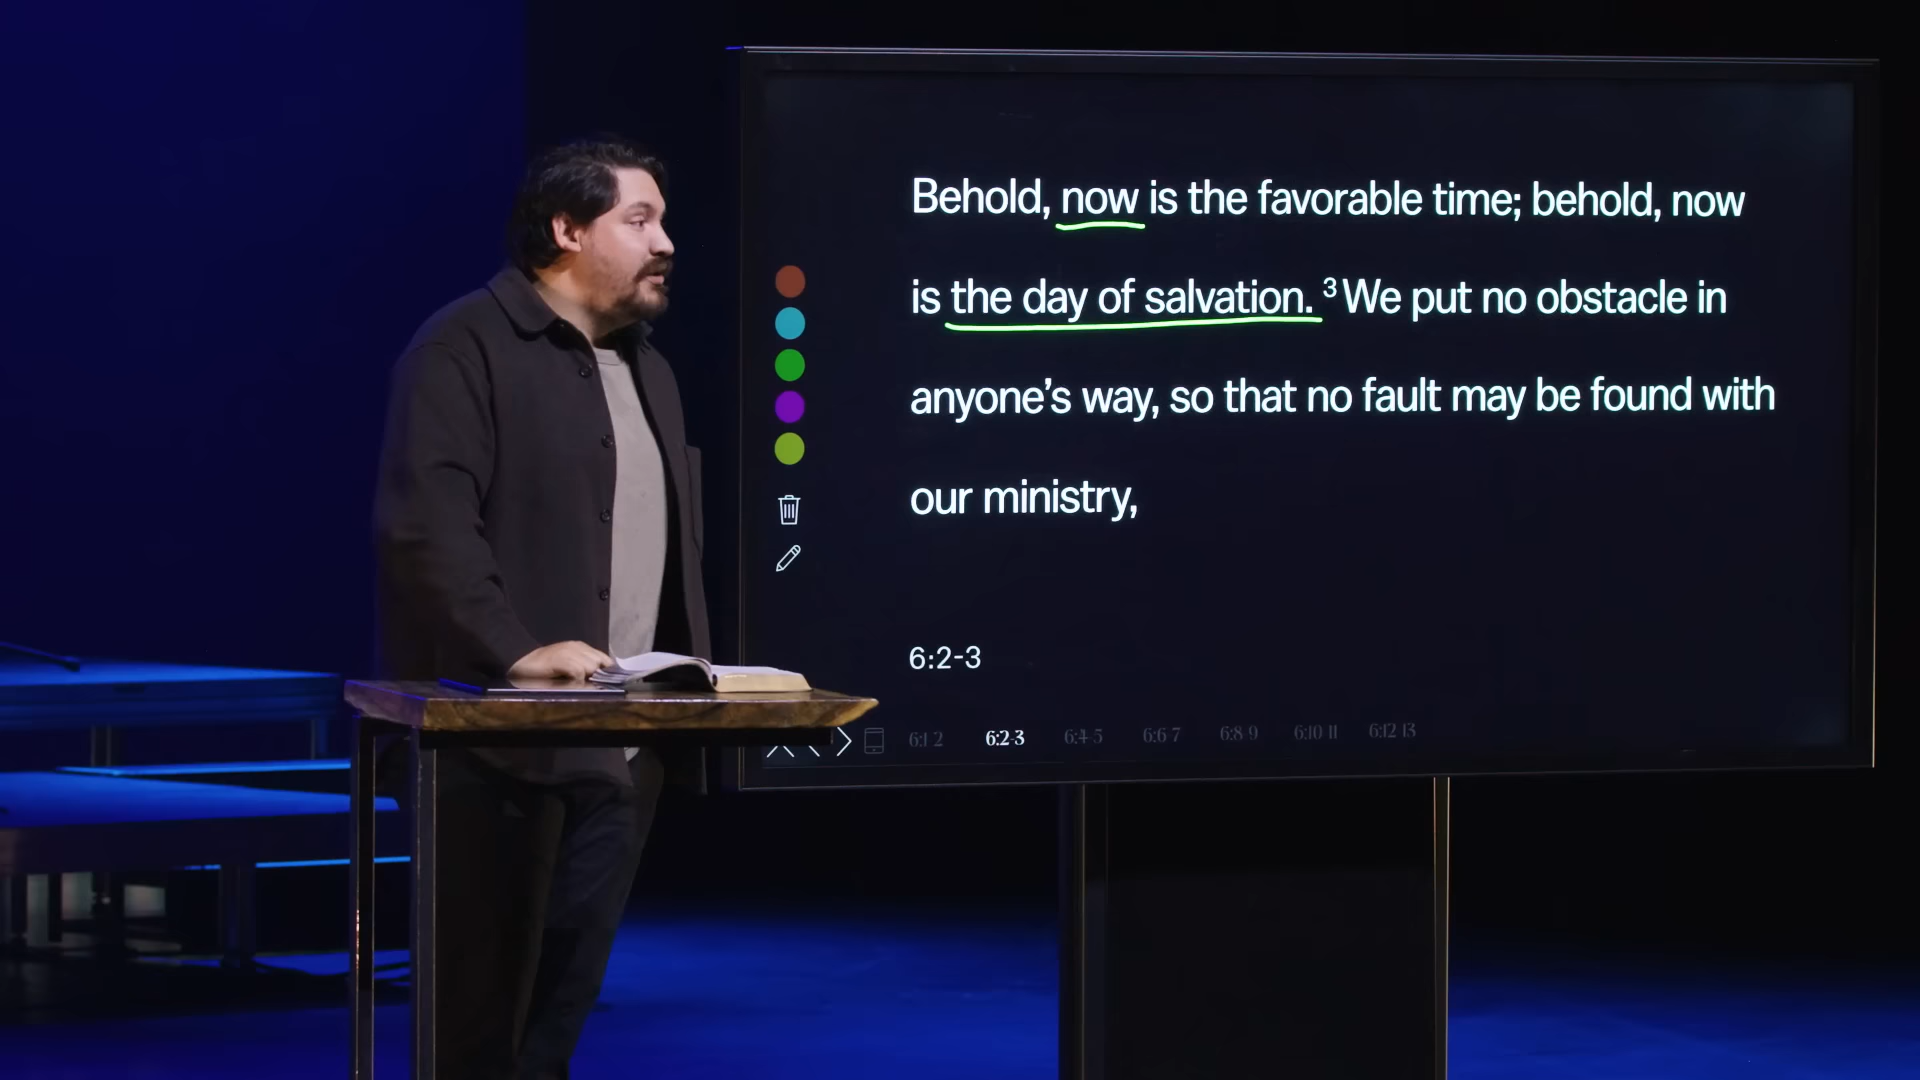 Behold, now is the favorable time; behold, now
is the day of salvation. ³ We put no obstacle in
anyone’s way, so that no fault may be found with
our ministry,
6:2-3
6:1-2 6:2-3 6:4-5 6:6-7 6:8-9 6:10-11 6:12-13